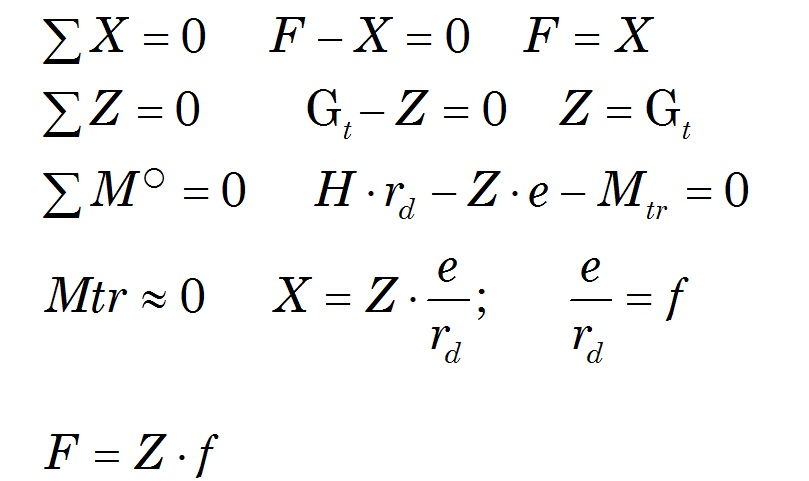 ∑X = 0 F − X = 0 F = X
∑Z = 0 G_t − Z = 0 Z = G_t
∑M° = 0 H · r_d − Z · e − M_tr = 0
Mtr ≈ 0 X = Z · e/r_d; e/r_d = f
F = Z · f